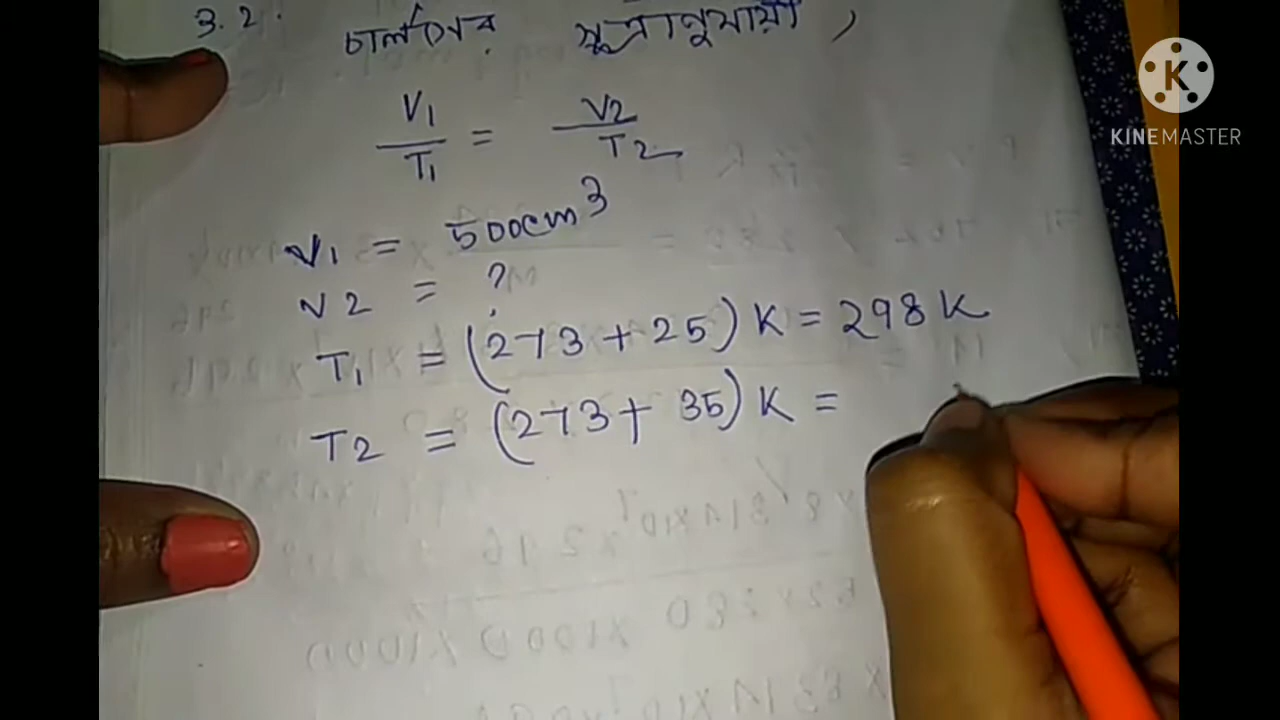 3.2. চার্লসের সূত্রানুযায়ী,
K
KINEMASTER
V1/T1 = V2/T2
V1 = 500cm³
V2 = ?
T1 = (273+25) K = 298 K
T2 = (273+ 35) K =